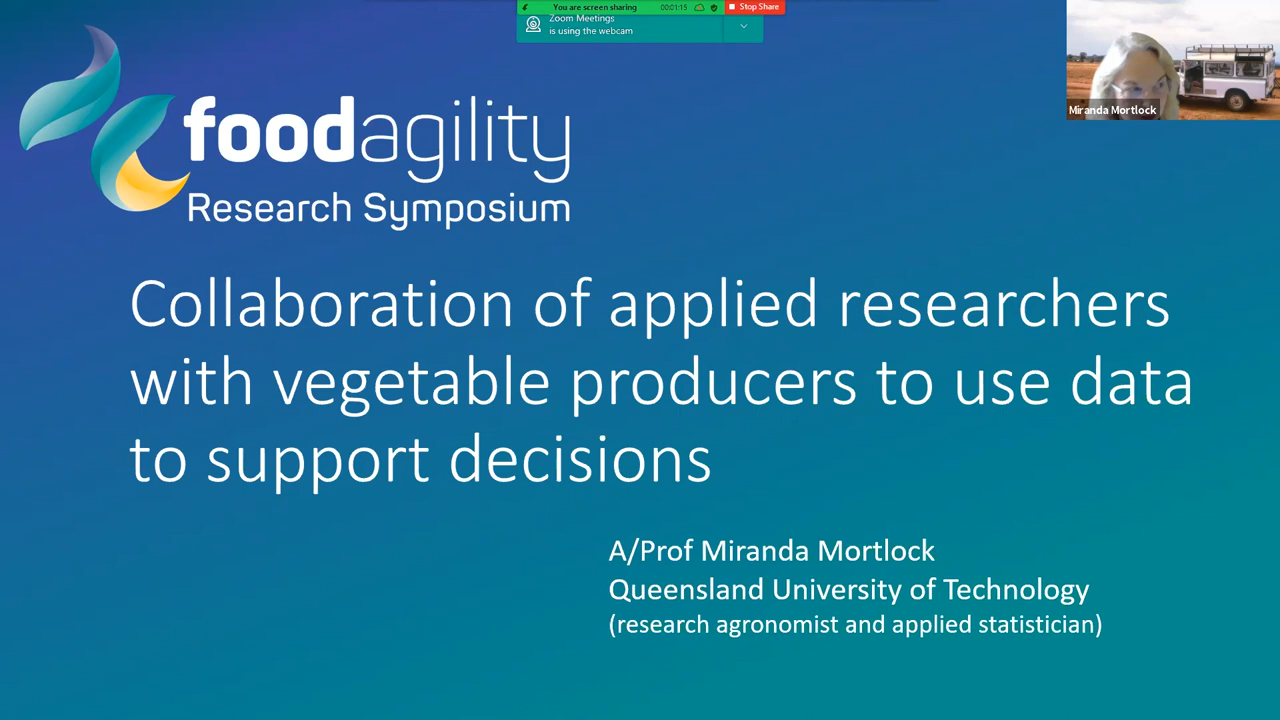 You are screen sharing 00:01:15 Stop Share
Zoom Meetings
is using the webcam
Miranda Mortlock
foodagility
Research Symposium
Collaboration of applied researchers
with vegetable producers to use data
to support decisions
A/Prof Miranda Mortlock
Queensland University of Technology
(research agronomist and applied statistician)